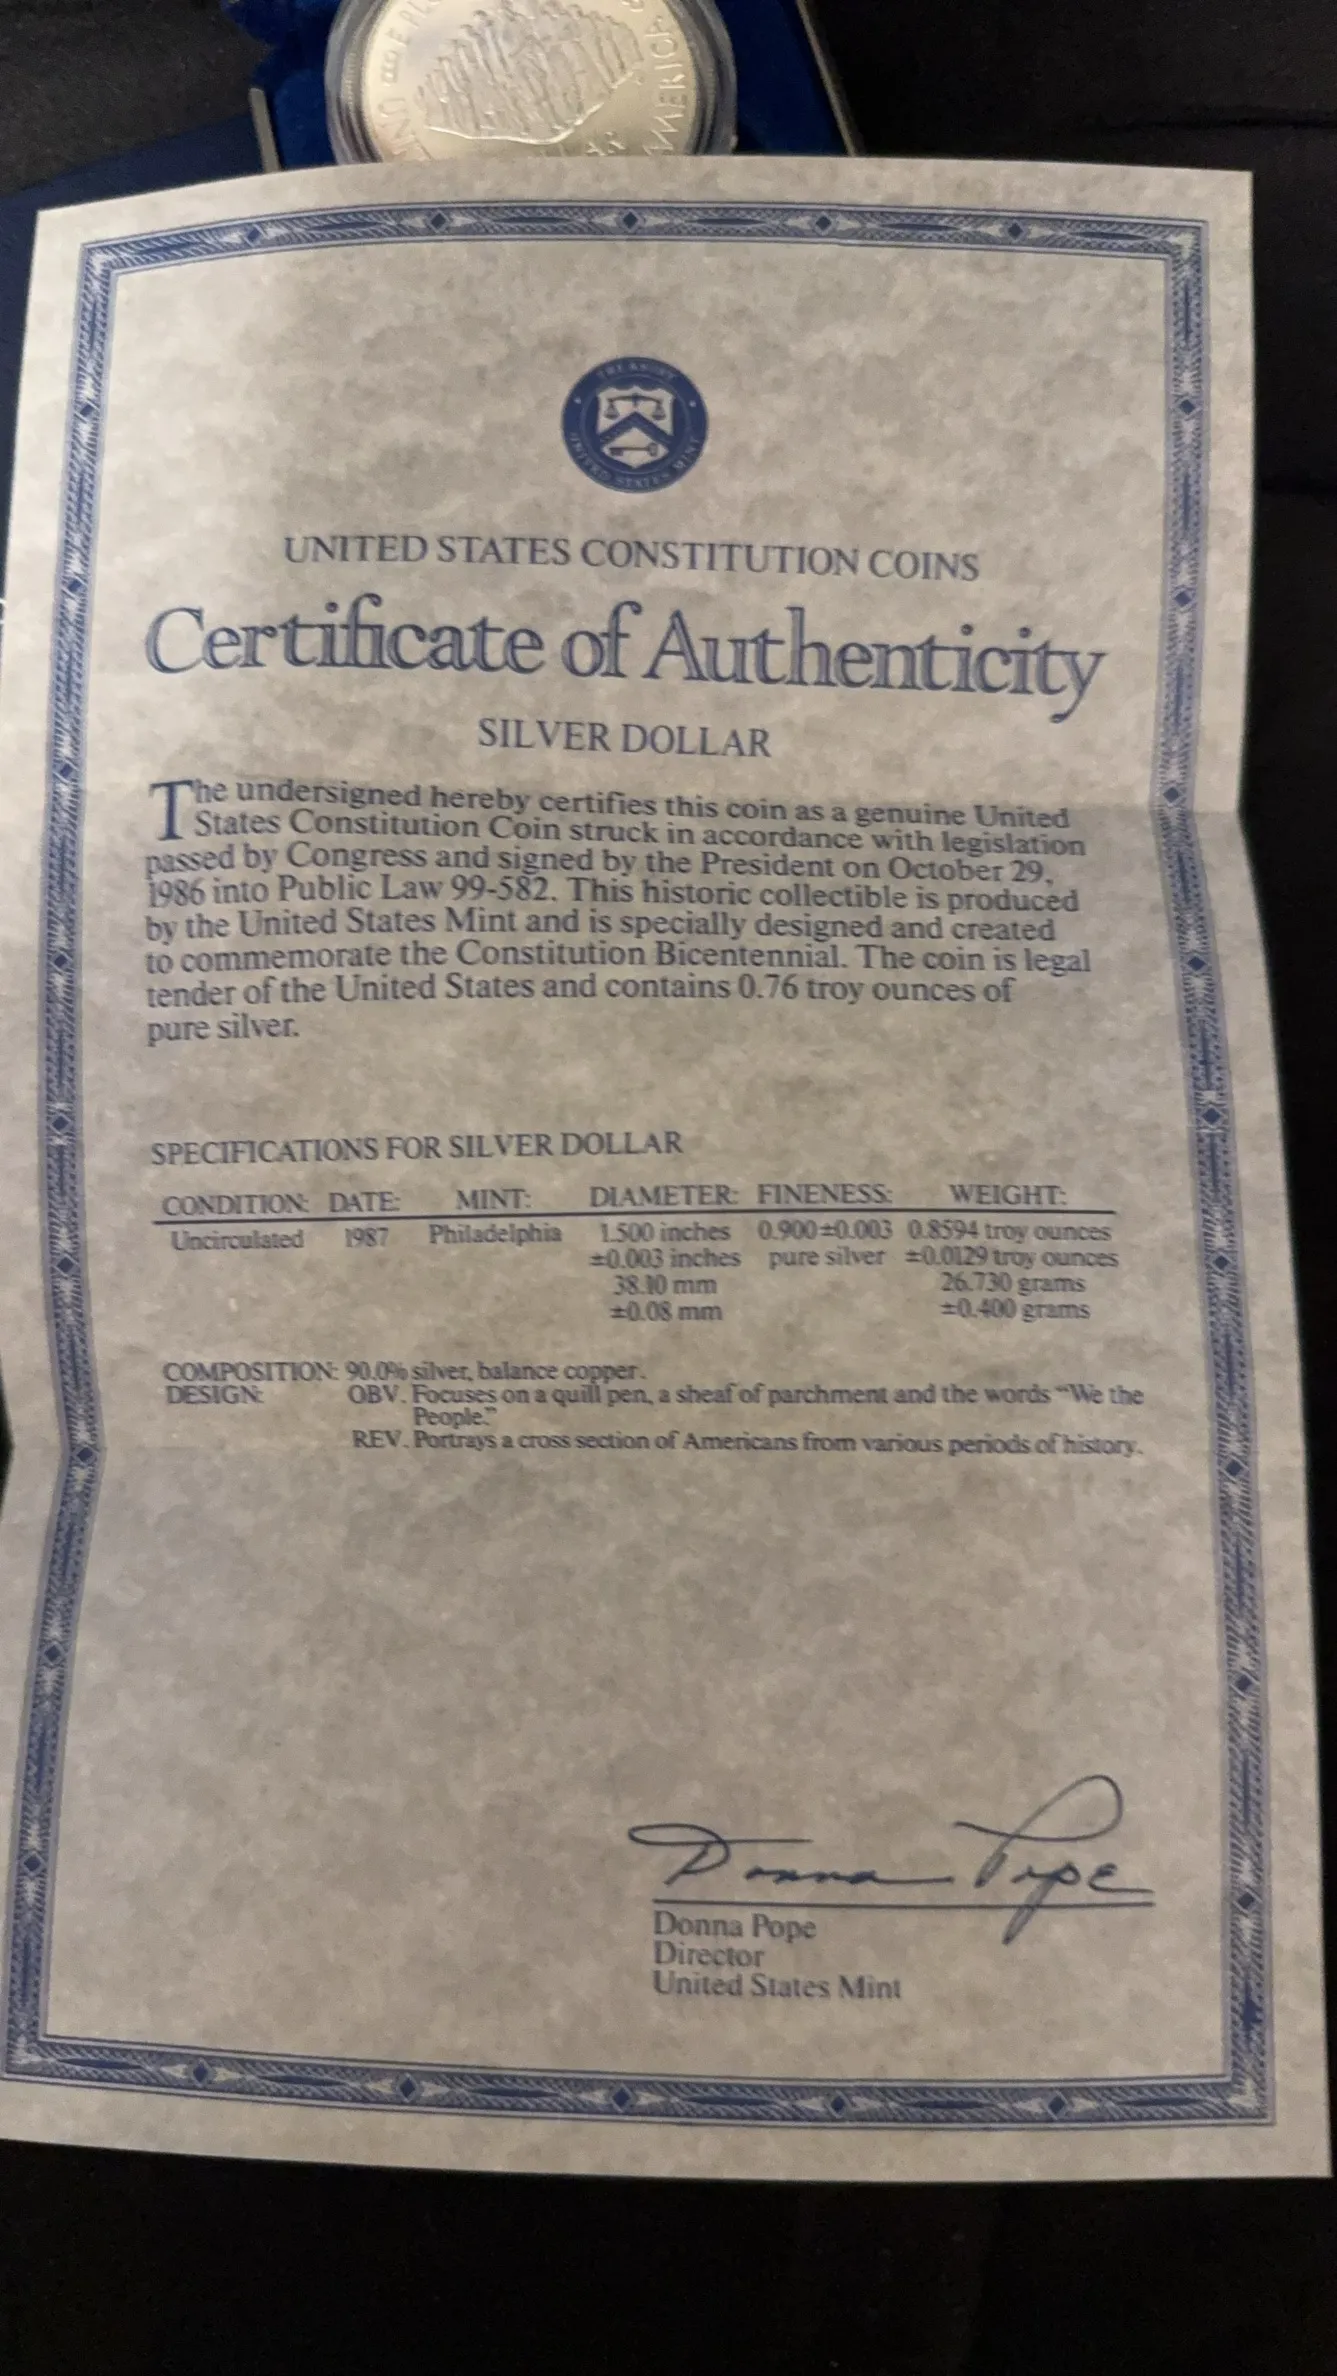 AMERICA
THE TREASURY
UNITED STATES MINT
UNITED STATES CONSTITUTION COINS
Certificate of Authenticity
SILVER DOLLAR
The undersigned hereby certifies this coin as a genuine United
States Constitution Coin struck in accordance with legislation
passed by Congress and signed by the President on October 29,
1986 into Public Law 99-582. This historic collectible is produced
by the United States Mint and is specially designed and created
to commemorate the Constitution Bicentennial. The coin is legal
tender of the United States and contains 0.76 troy ounces of
pure silver.
SPECIFICATIONS FOR SILVER DOLLAR
CONDITION: DATE: MINT: DIAMETER: FINENESS: WEIGHT:
Uncirculated 1987 Philadelphia 1.500 inches 0.900±0.003 0.8594 troy ounces
±0.003 inches pure silver ±0.0129 troy ounces
38.10 mm 26.730 grams
±0.08 mm ±0.400 grams
COMPOSITION: 90.0% silver, balance copper.
DESIGN: OBV. Focuses on a quill pen, a sheaf of parchment and the words "We the
People."
REV. Portrays a cross section of Americans from various periods of history.
Donna Pope
Donna Pope
Director
United States Mint